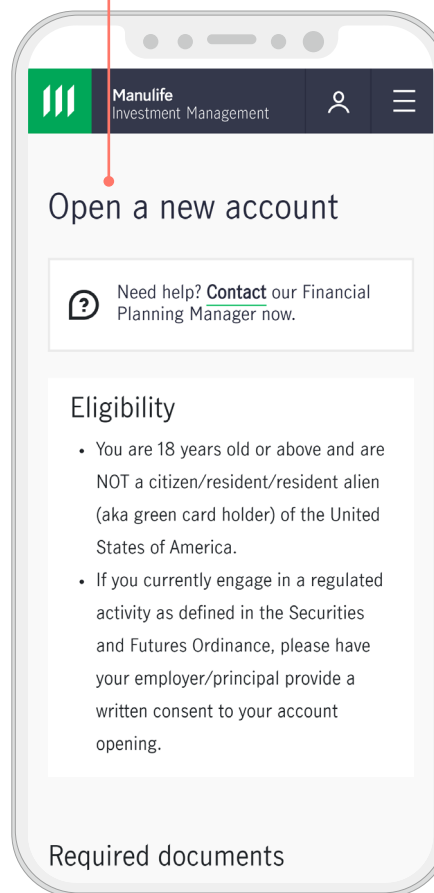 Manulife
Investment Management
Open a new account
Need help? Contact our Financial
Planning Manager now.
Eligibility
• You are 18 years old or above and are
NOT a citizen/resident/resident alien
(aka green card holder) of the United
States of America.
• If you currently engage in a regulated
activity as defined in the Securities
and Futures Ordinance, please have
your employer/principal provide a
written consent to your account
opening.
Required documents